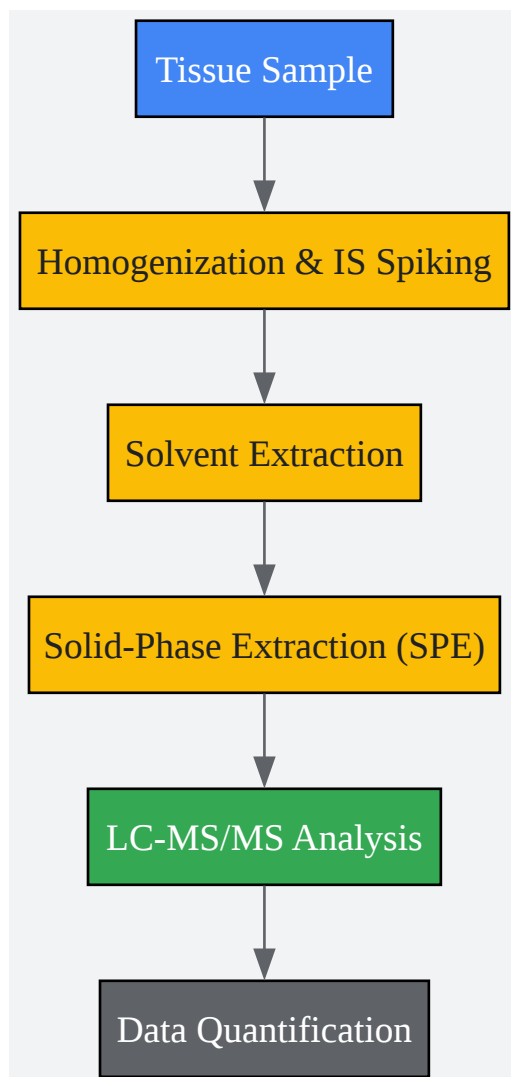 Tissue Sample
Homogenization & IS Spiking
Solvent Extraction
Solid-Phase Extraction (SPE)
LC-MS/MS Analysis
Data Quantification